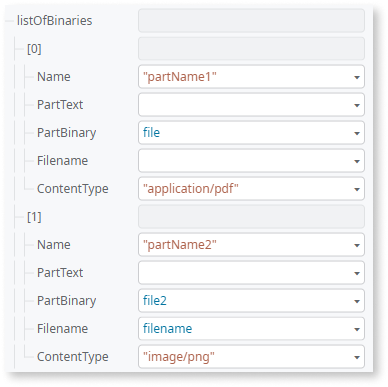 listOfBinaries
[0]
Name "partName1"
PartText
PartBinary file
Filename
ContentType "application/pdf"
[1]
Name "partName2"
PartText
PartBinary file2
Filename filename
ContentType "image/png"